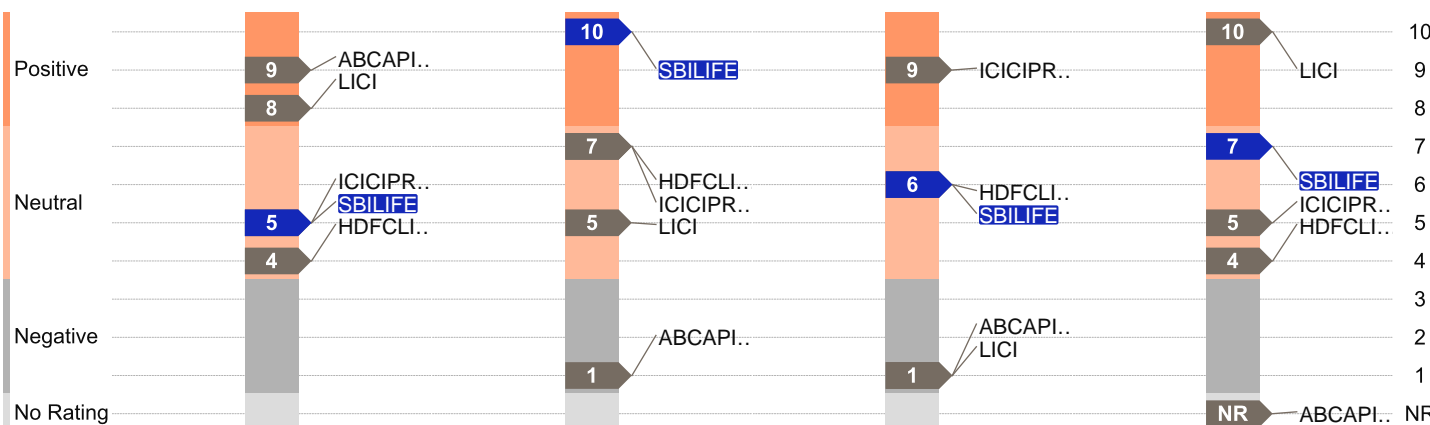 Positive
Neutral
Negative
No Rating
9
ABCAPI..
8
LICI
5
ICICIPR..
SBILIFE
4
HDFCLI..
10
SBILIFE
7
HDFCLI..
ICICIPR..
5
LICI
1
ABCAPI..
9
ICICIPR..
6
HDFCLI..
SBILIFE
1
ABCAPI..
LICI
10
LICI
7
SBILIFE
5
ICICIPR..
4
HDFCLI..
NR
ABCAPI..
10
9
8
7
6
5
4
3
2
1
NR